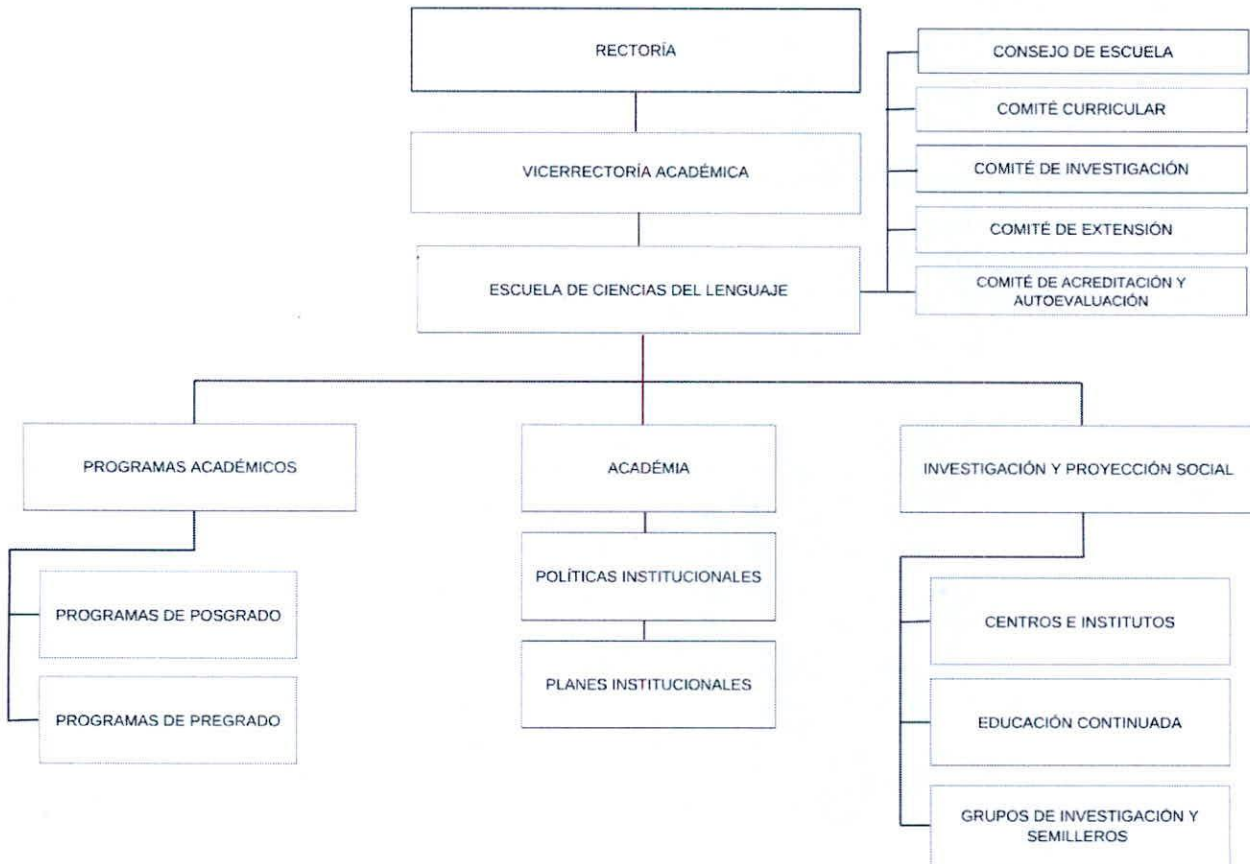 RECTORÍA
CONSEJO DE ESCUELA
COMITÉ CURRICULAR
VICERRECTORÍA ACADÉMICA
COMITÉ DE INVESTIGACIÓN
COMITÉ DE EXTENSIÓN
ESCUELA DE CIENCIAS DEL LENGUAJE
COMITÉ DE ACREDITACIÓN Y
AUTOEVALUACIÓN
PROGRAMAS ACADÉMICOS
ACADÉMIA
INVESTIGACIÓN Y PROYECCIÓN SOCIAL
POLÍTICAS INSTITUCIONALES
PROGRAMAS DE POSGRADO
CENTROS E INSTITUTOS
PLANES INSTITUCIONALES
PROGRAMAS DE PREGRADO
EDUCACIÓN CONTINUADA
GRUPOS DE INVESTIGACIÓN Y
SEMILLEROS